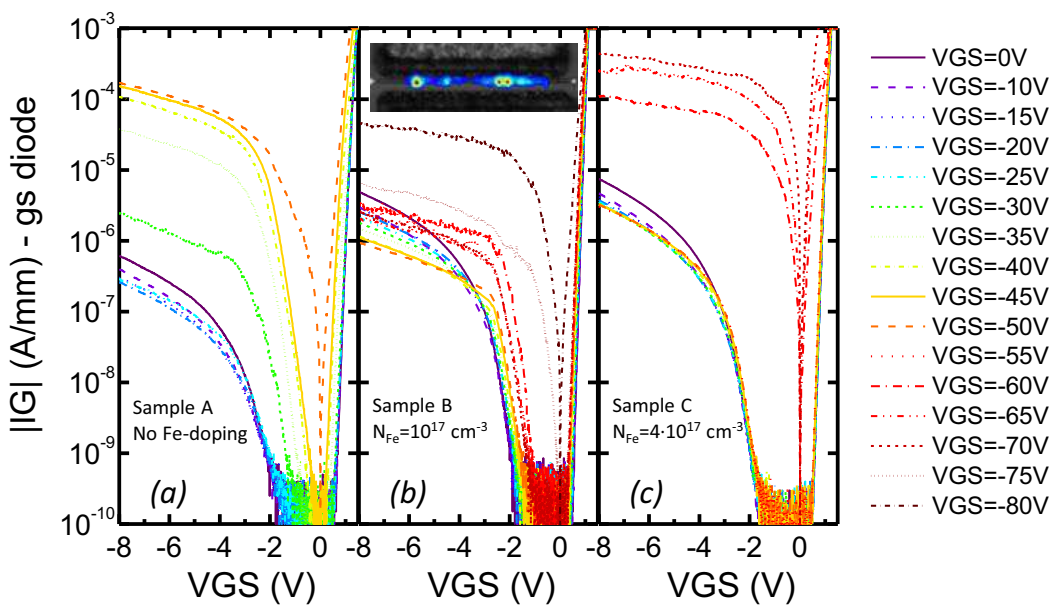 |IG| (A/mm) - gs diode
10⁻³
10⁻⁴
10⁻⁵
10⁻⁶
10⁻⁷
10⁻⁸
10⁻⁹
10⁻¹⁰
Sample A
No Fe-doping
(a)
-8 -6 -4 -2 0
VGS (V)
Sample B
N_Fe=10¹⁷ cm⁻³
(b)
-8 -6 -4 -2 0
VGS (V)
Sample C
N_Fe=4·10¹⁷ cm⁻³
(c)
-8 -6 -4 -2 0
VGS (V)
VGS=0V
VGS=-10V
VGS=-15V
VGS=-20V
VGS=-25V
VGS=-30V
VGS=-35V
VGS=-40V
VGS=-45V
VGS=-50V
VGS=-55V
VGS=-60V
VGS=-65V
VGS=-70V
VGS=-75V
VGS=-80V